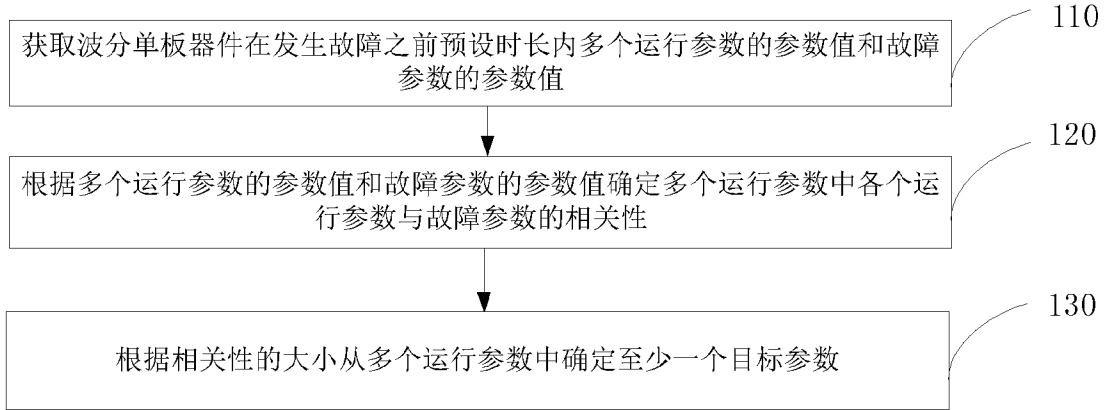 110
获取波分单板器件在发生故障之前预设时长内多个运行参数的参数值和故障
参数的参数值
120
根据多个运行参数的参数值和故障参数的参数值确定多个运行参数中各个运
行参数与故障参数的相关性
130
根据相关性的大小从多个运行参数中确定至少一个目标参数